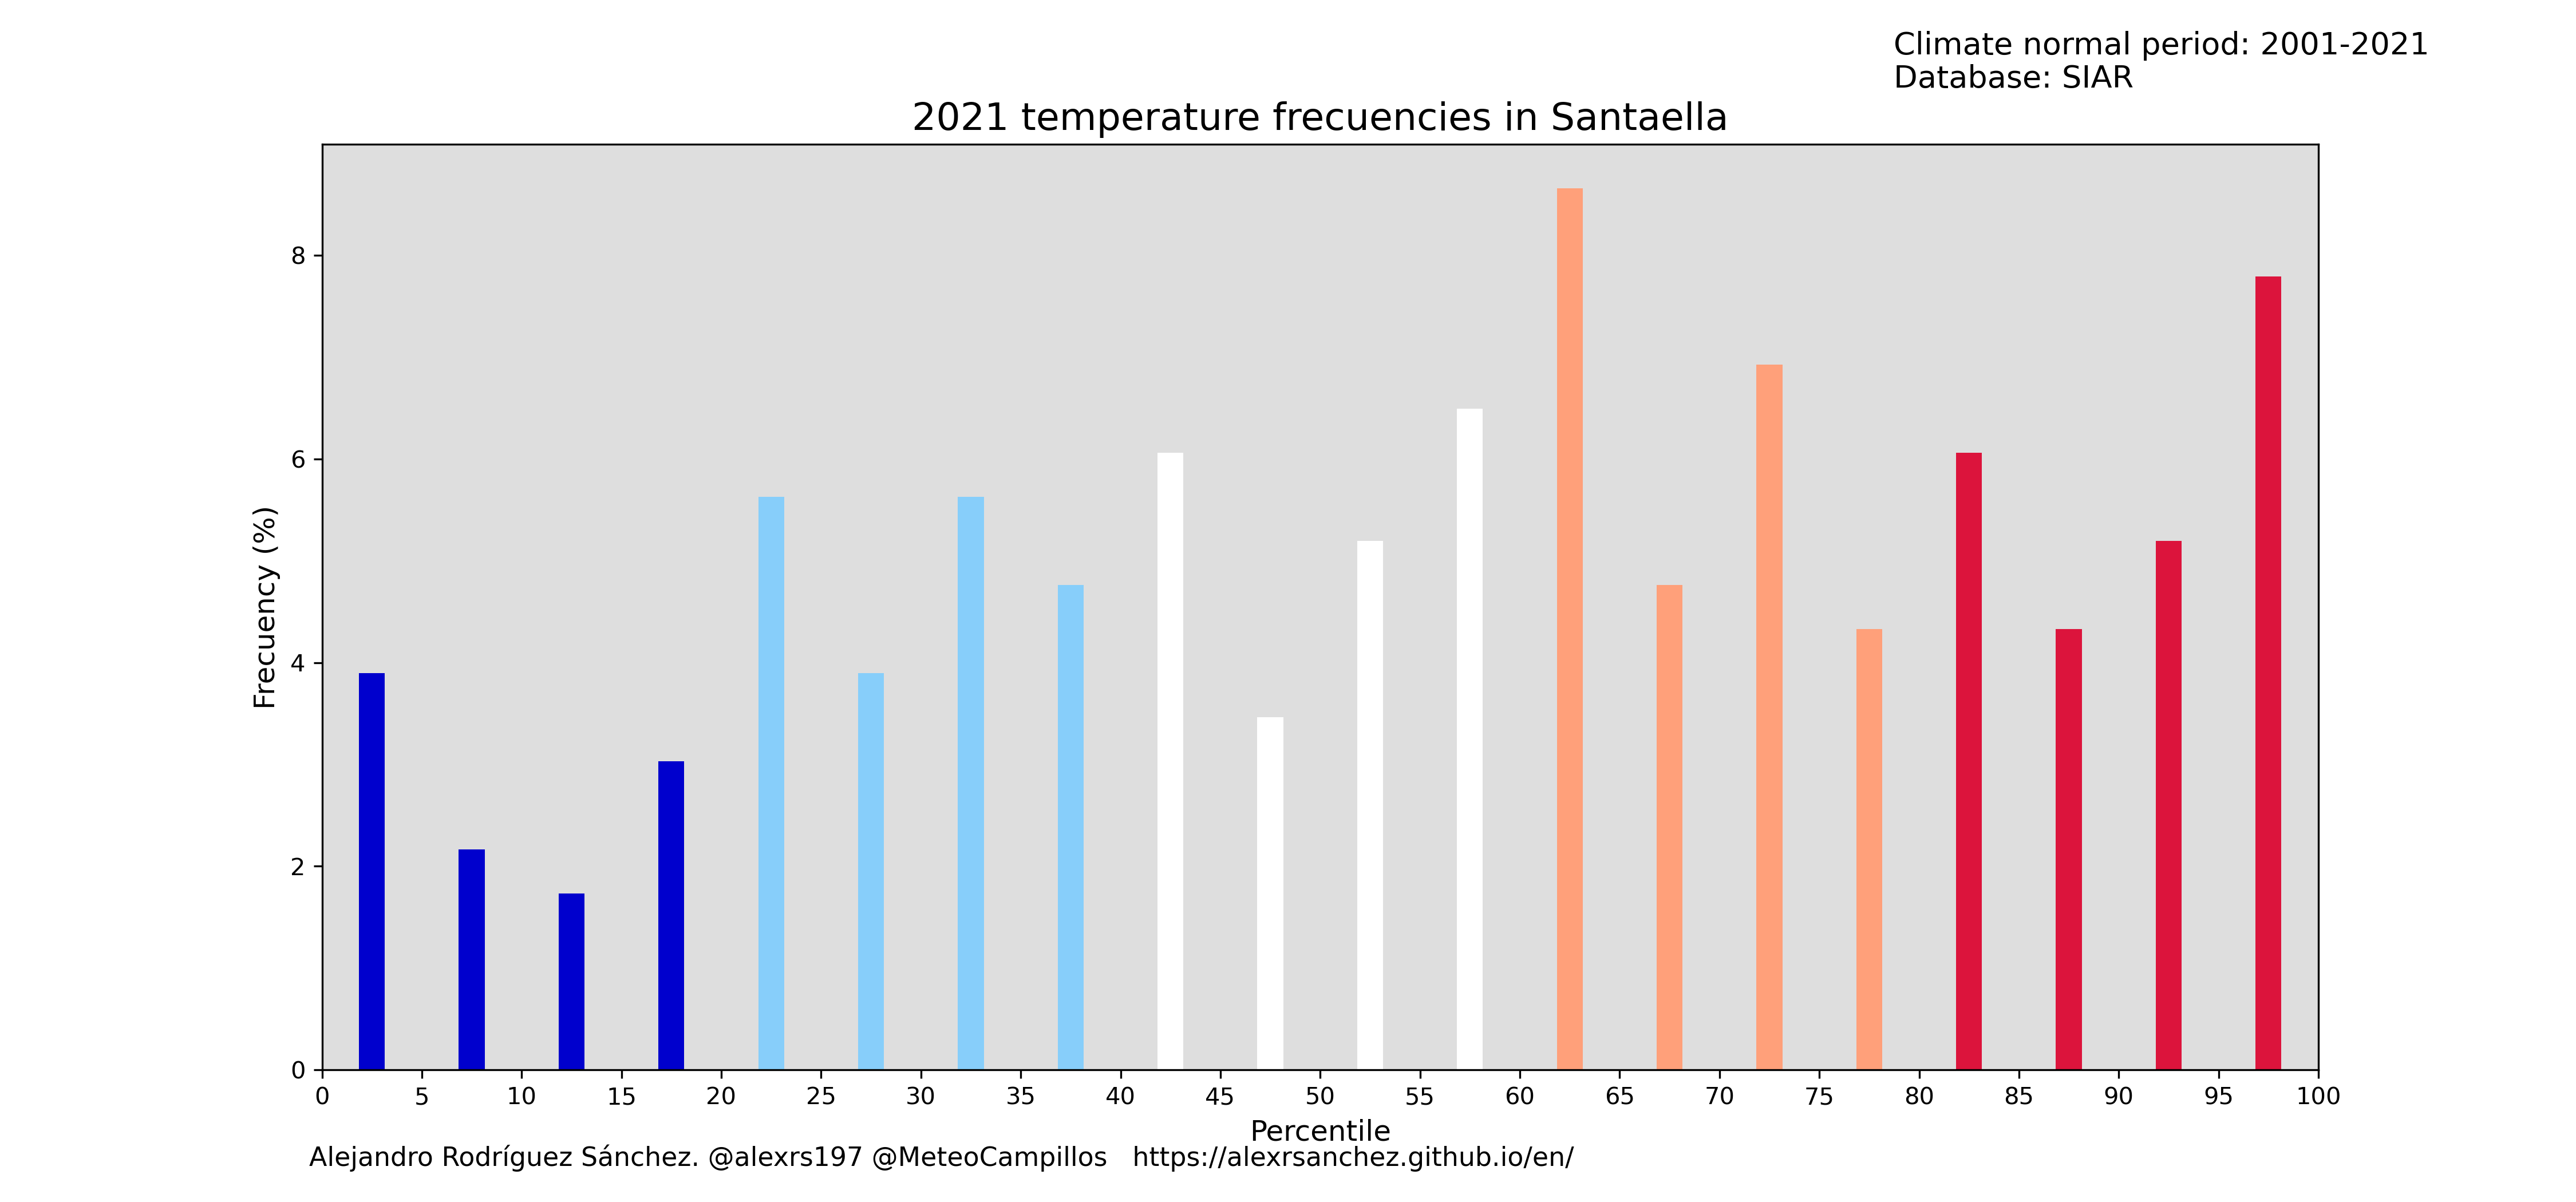 Climate normal period: 2001-2021
Database: SIAR
2021 temperature frecuencies in Santaella
Frecuency (%)
8
6
4
2
0
0 5 10 15 20 25 30 35 40 45 50 55 60 65 70 75 80 85 90 95 100
Percentile
Alejandro Rodríguez Sánchez. @alexrs197 @MeteoCampillos https://alexrsanchez.github.io/en/